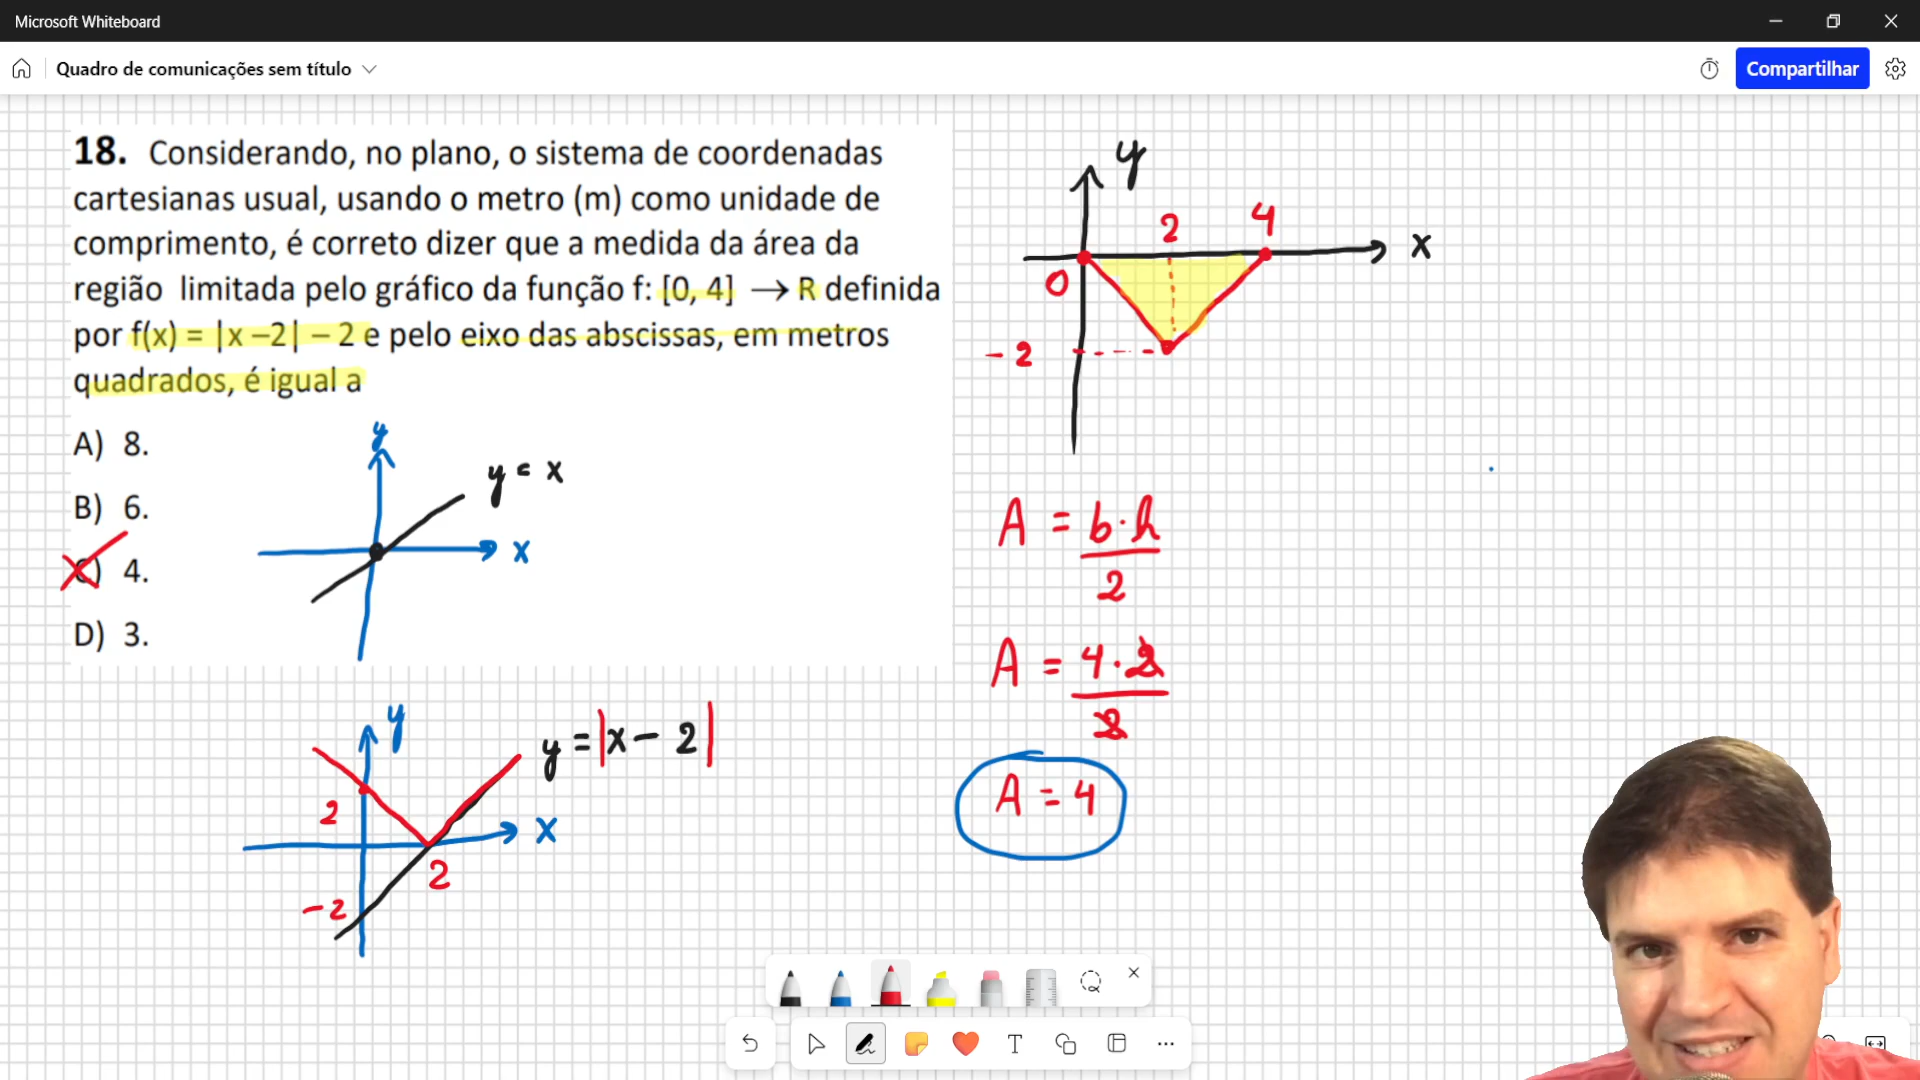 Microsoft Whiteboard
Quadro de comunicações sem título
Compartilhar
18. Considerando, no plano, o sistema de coordenadas
cartesianas usual, usando o metro (m) como unidade de
comprimento, é correto dizer que a medida da área da
região limitada pelo gráfico da função f: [0, 4] → R definida
por f(x) = |x –2| – 2 e pelo eixo das abscissas, em metros
quadrados, é igual a
A) 8.
B) 6.
C) 4.
D) 3.
y
y = x
x
y
y = |x - 2|
2
x
2
-2
y
2
4
x
0
-2
A = b·h
2
A = 4·2
2
A = 4
T